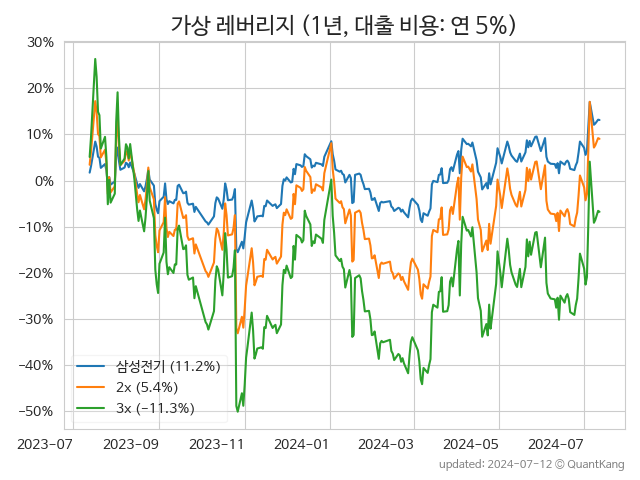 가상 레버리지 (1년, 대출 비용: 연 5%)
30%
20%
10%
0%
−10%
−20%
−30%
−40%
−50%
삼성전기 (11.2%)
2x (5.4%)
3x (−11.3%)
2023-07 2023-09 2023-11 2024-01 2024-03 2024-05 2024-07
updated: 2024-07-12 © QuantKang